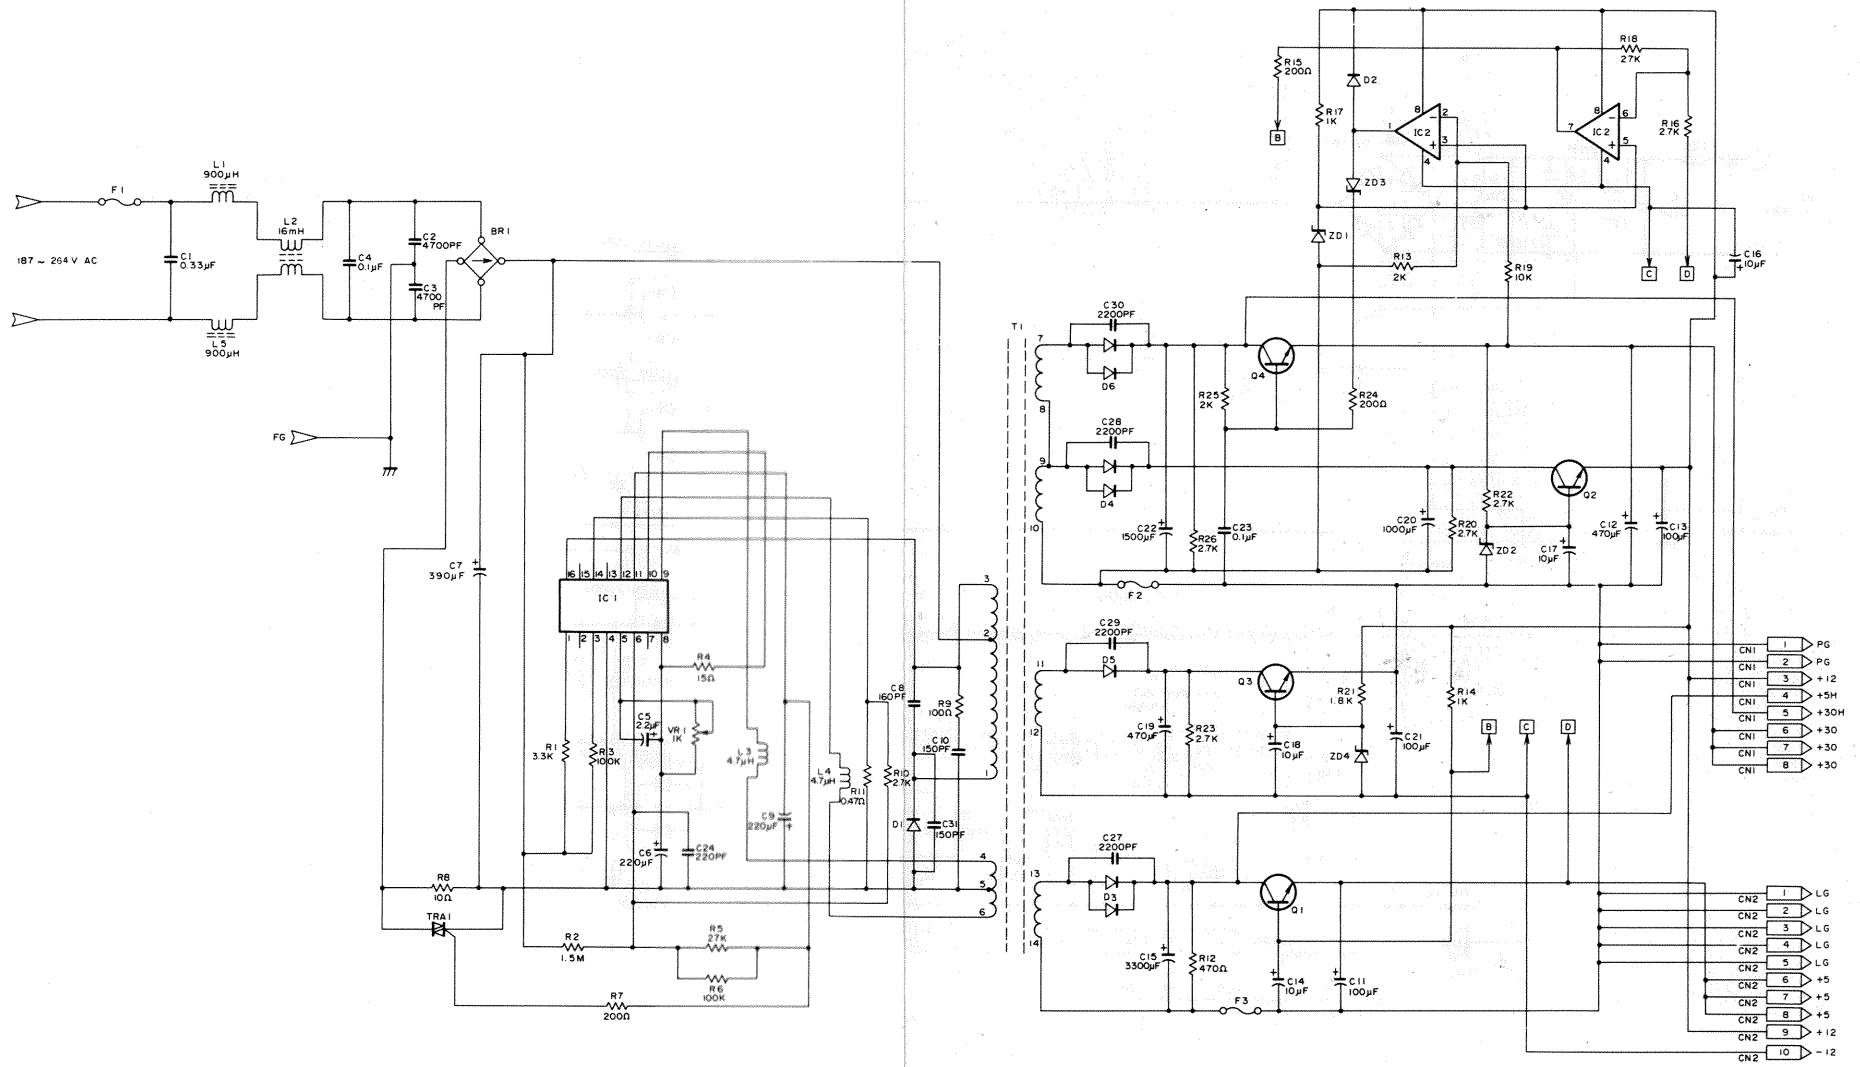 187 ~ 264 V AC
F1
C1
0.33µF
L1
900µH
L2
16mH
L5
900µH
C4
0.1µF
C2
4700PF
C3
4700
PF
BR1
FG
C7
390µF
16 15 14 13 12 11 10 9
IC 1
1 2 3 4 5 6 7 8
R4
15Ω
C5
2.2µF
+
VR1
1K
R1
3.3K
R3
100K
L3
4.7µH
L4
4.7µH
R11
0.47Ω
R10
2.7K
C8
160PF
R9
100Ω
C10
150PF
D1
C31
150PF
C9
220µF
+
C6
220µF
+
C24
220PF
R8
10Ω
TRA1
R2
1.5M
R5
27K
R6
100K
R7
200Ω
3
2
1
4
5
6
T1
7
8
9
10
11
12
13
14
R15
200Ω
B
R17
1K
D2
8
1
IC2
2
3
4
-
+
ZD3
R18
27K
8
7
IC2
6
5
4
-
+
R16
2.7K
ZD1
R13
2K
R19
10K
C
D
C16
10µF
+
C30
2200PF
D6
Q4
R25
2K
R24
200Ω
C28
2200PF
D4
C22
1500µF
+
R26
2.7K
C23
0.1µF
C20
1000µF
+
R20
2.7K
R22
2.7K
ZD2
Q2
C17
10µF
+
C12
470µF
+
C13
100µF
+
F2
C29
2200PF
D5
Q3
C19
470µF
+
R23
2.7K
C18
10µF
+
R21
1.8K
ZD4
C21
100µF
+
R14
1K
B
C
D
C27
2200PF
D3
Q1
C15
3300µF
+
R12
470Ω
C14
10µF
+
C11
100µF
+
F3
CN1 1 PG
CN1 2 PG
CN1 3 +12
CN1 4 +5H
CN1 5 +30H
CN1 6 +30
CN1 7 +30
CN1 8 +30
CN2 1 LG
CN2 2 LG
CN2 3 LG
CN2 4 LG
CN2 5 LG
CN2 6 +5
CN2 7 +5
CN2 8 +5
CN2 9 +12
CN2 10 -12